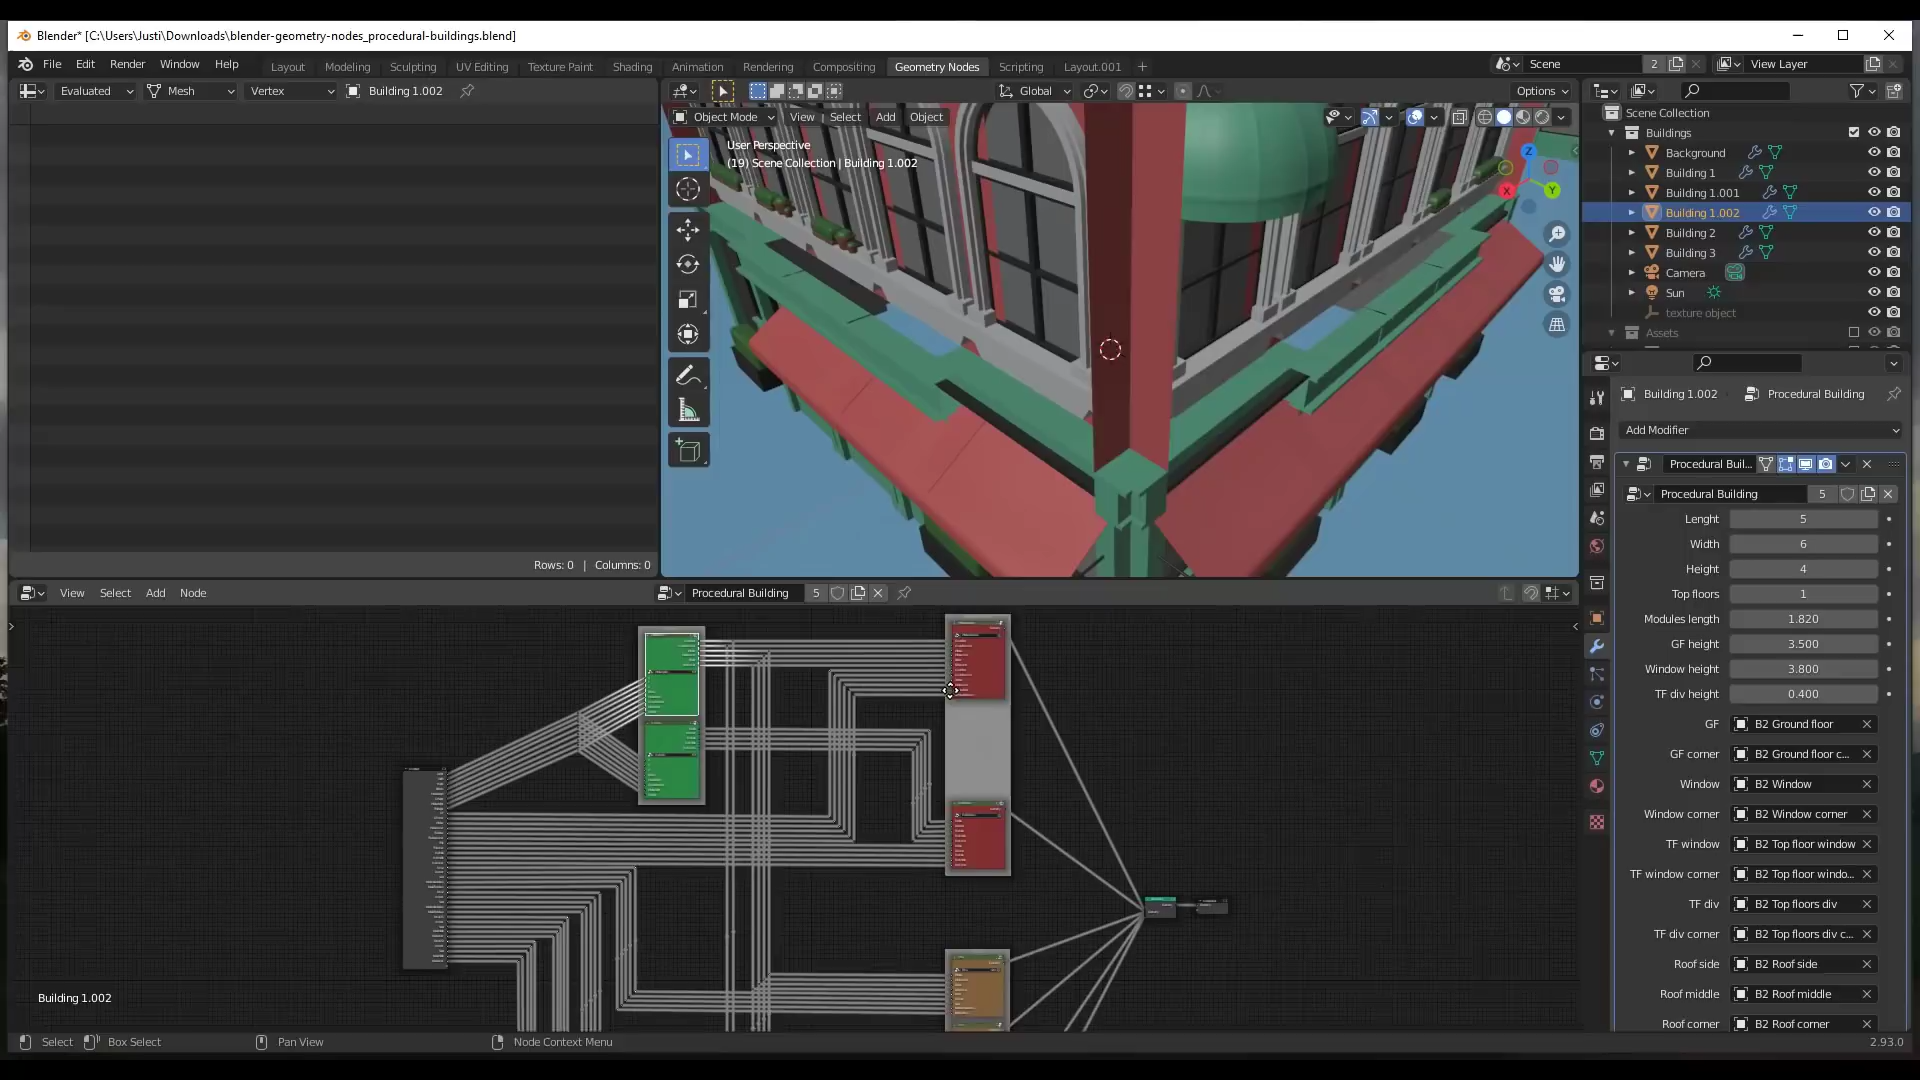 Blender* [C:\Users\Justi\Downloads\blender-geometry-nodes_procedural-buildings.blend]
File Edit Render Window Help
Layout Modeling Sculpting UV Editing Texture Paint Shading Animation Rendering Compositing Geometry Nodes Scripting Layout.001 +
Scene 2 View Layer
Evaluated Mesh Vertex Building 1.002
Global Options
Object Mode View Select Add Object
User Perspective
(19) Scene Collection | Building 1.002
Z
X Y
Rows: 0 | Columns: 0
Scene Collection
Buildings
Background
Building 1
Building 1.001
Building 1.002
Building 2
Building 3
Camera
Sun
texture object
Assets
Building 1.002 Procedural Building
Add Modifier
Procedural Buil...
Procedural Building 5
Lenght 5
Width 6
Height 4
Top floors 1
Modules length 1.820
GF height 3.500
Window height 3.800
TF div height 0.400
GF B2 Ground floor
GF corner B2 Ground floor c...
Window B2 Window
Window corner B2 Window corner
TF window B2 Top floor window
TF window corner B2 Top floor windo...
TF div B2 Top floors div
TF div corner B2 Top floors div c...
Roof side B2 Roof side
Roof middle B2 Roof middle
Roof corner B2 Roof corner
View Select Add Node Procedural Building 5
Building 1.002
Select Box Select Pan View Node Context Menu 2.93.0